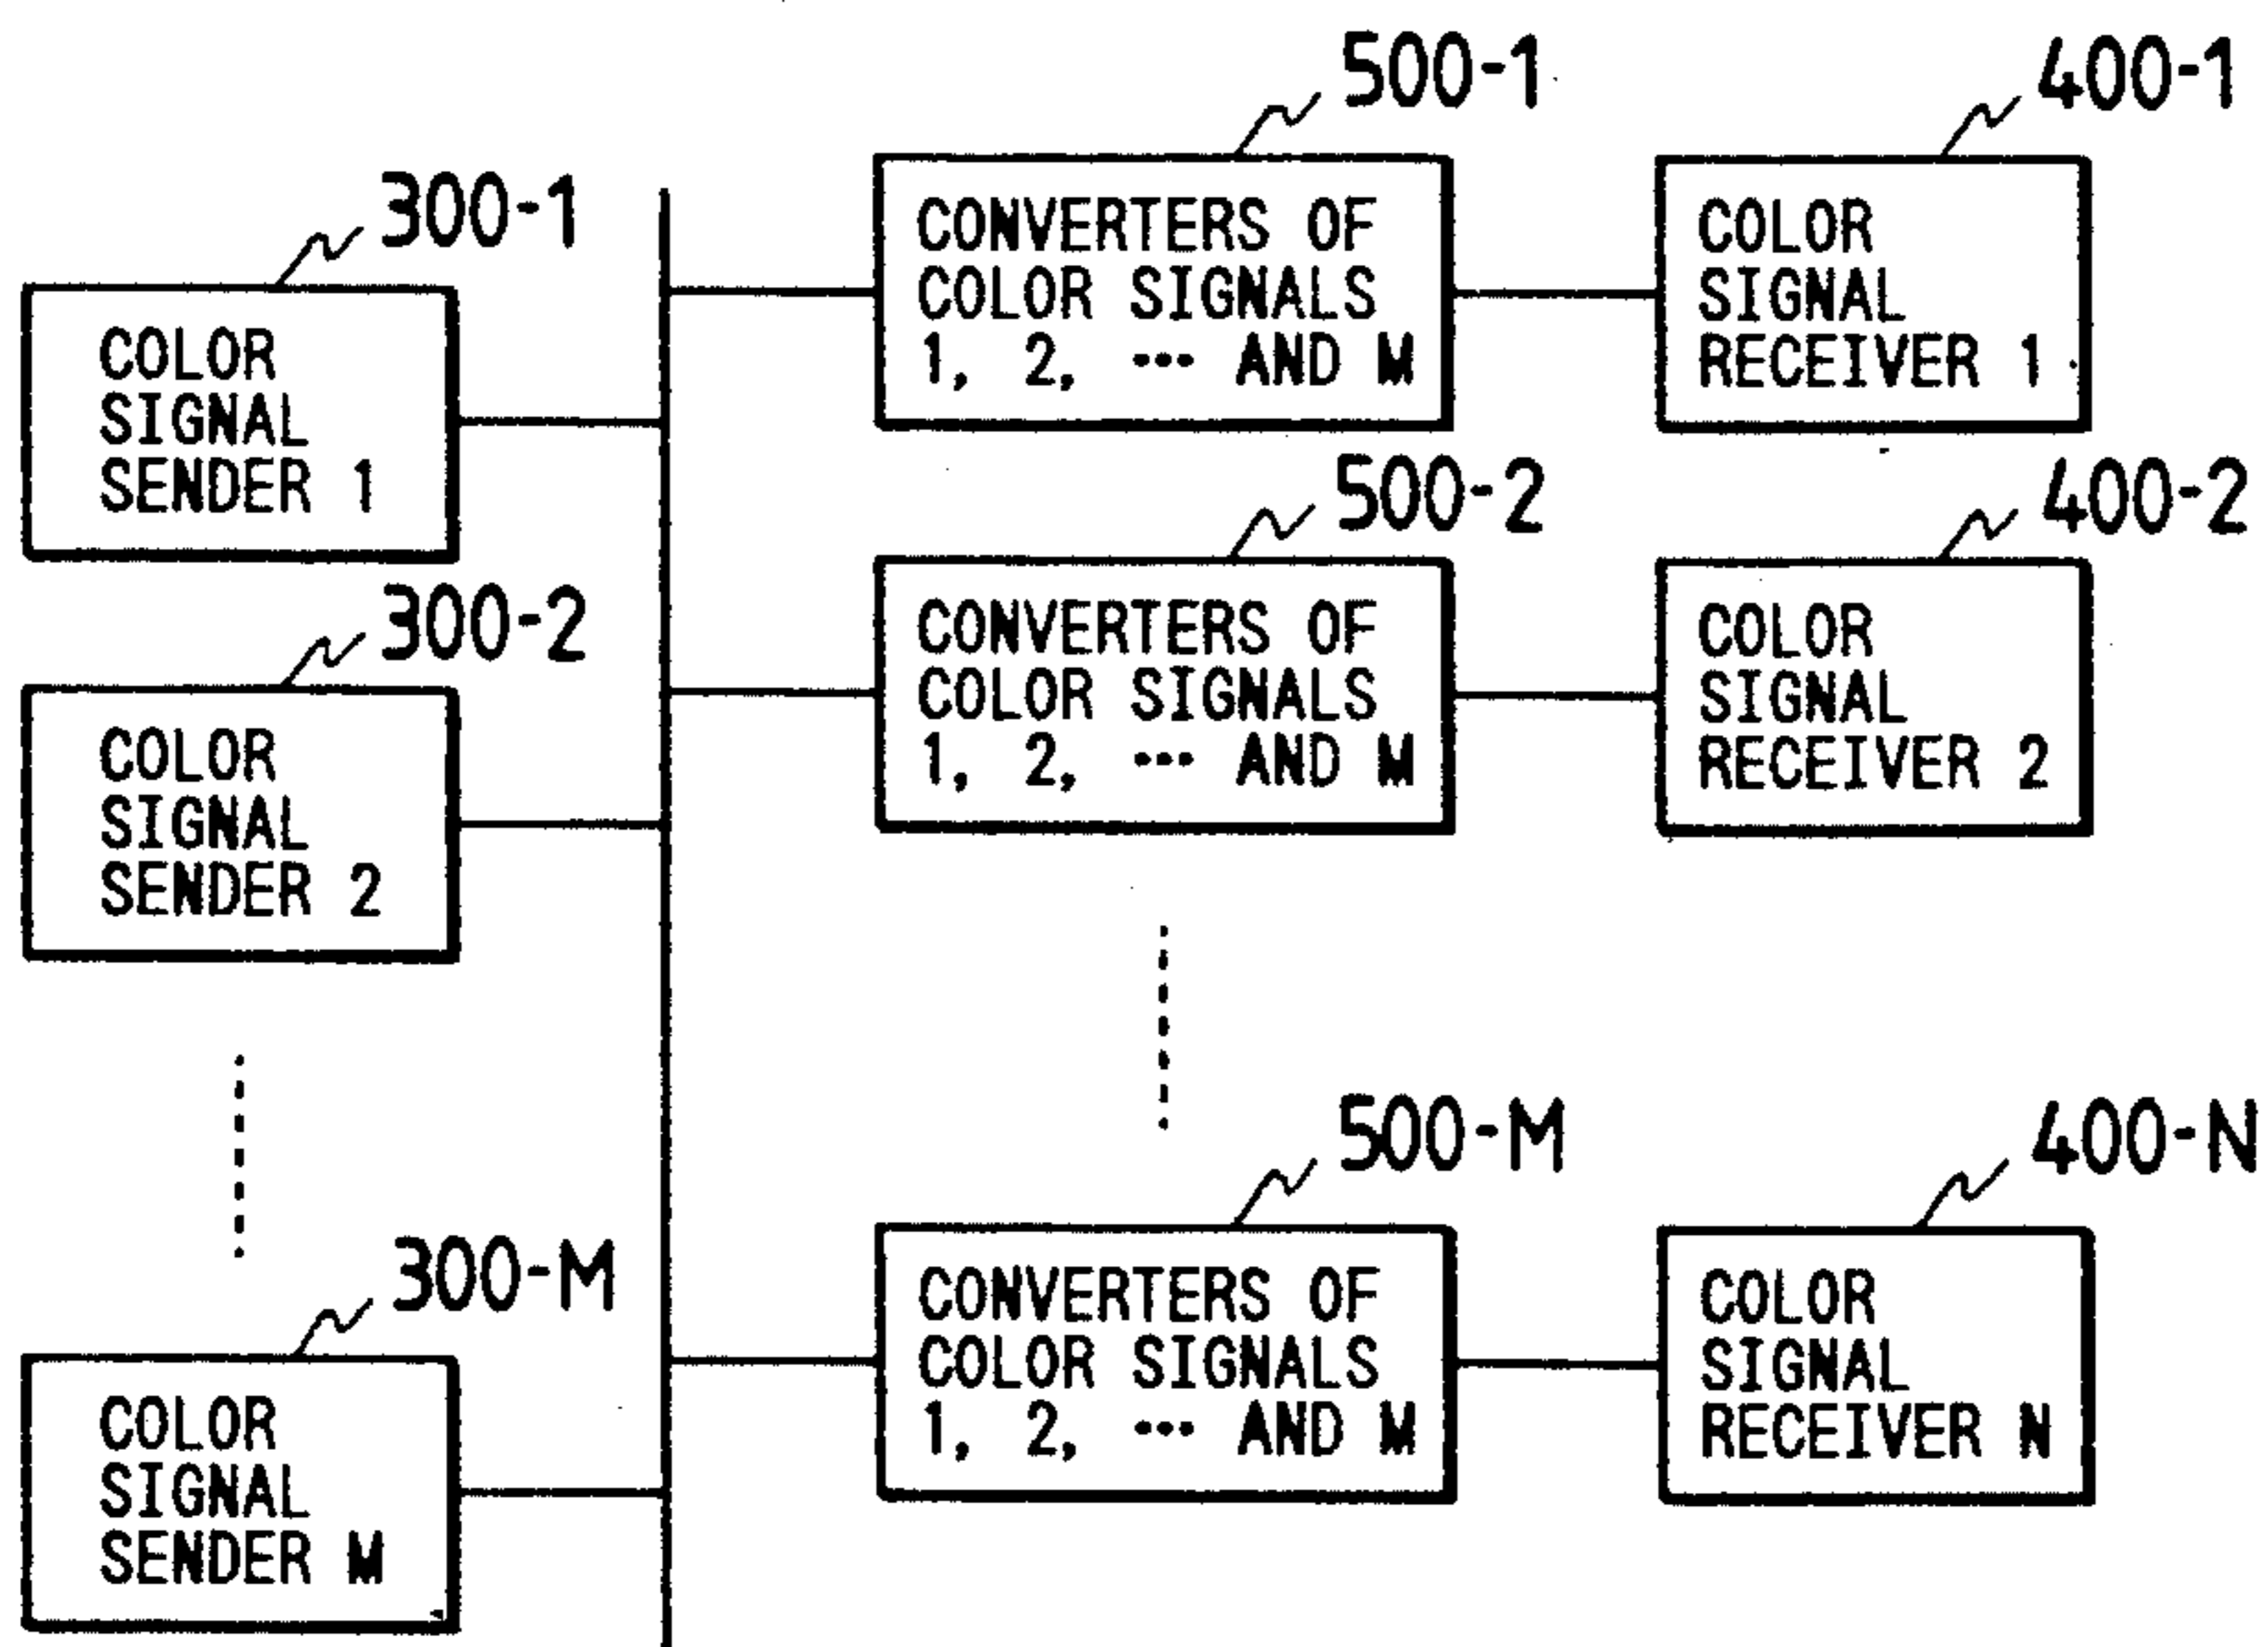 500-1
400-1
300-1
CONVERTERS OF
COLOR SIGNALS
1, 2, ··· AND M
COLOR
SIGNAL
RECEIVER 1
COLOR
SIGNAL
SENDER 1
500-2
400-2
300-2
CONVERTERS OF
COLOR SIGNALS
1, 2, ··· AND M
COLOR
SIGNAL
RECEIVER 2
COLOR
SIGNAL
SENDER 2
500-M
400-N
300-M
CONVERTERS OF
COLOR SIGNALS
1, 2, ··· AND M
COLOR
SIGNAL
RECEIVER N
COLOR
SIGNAL
SENDER M